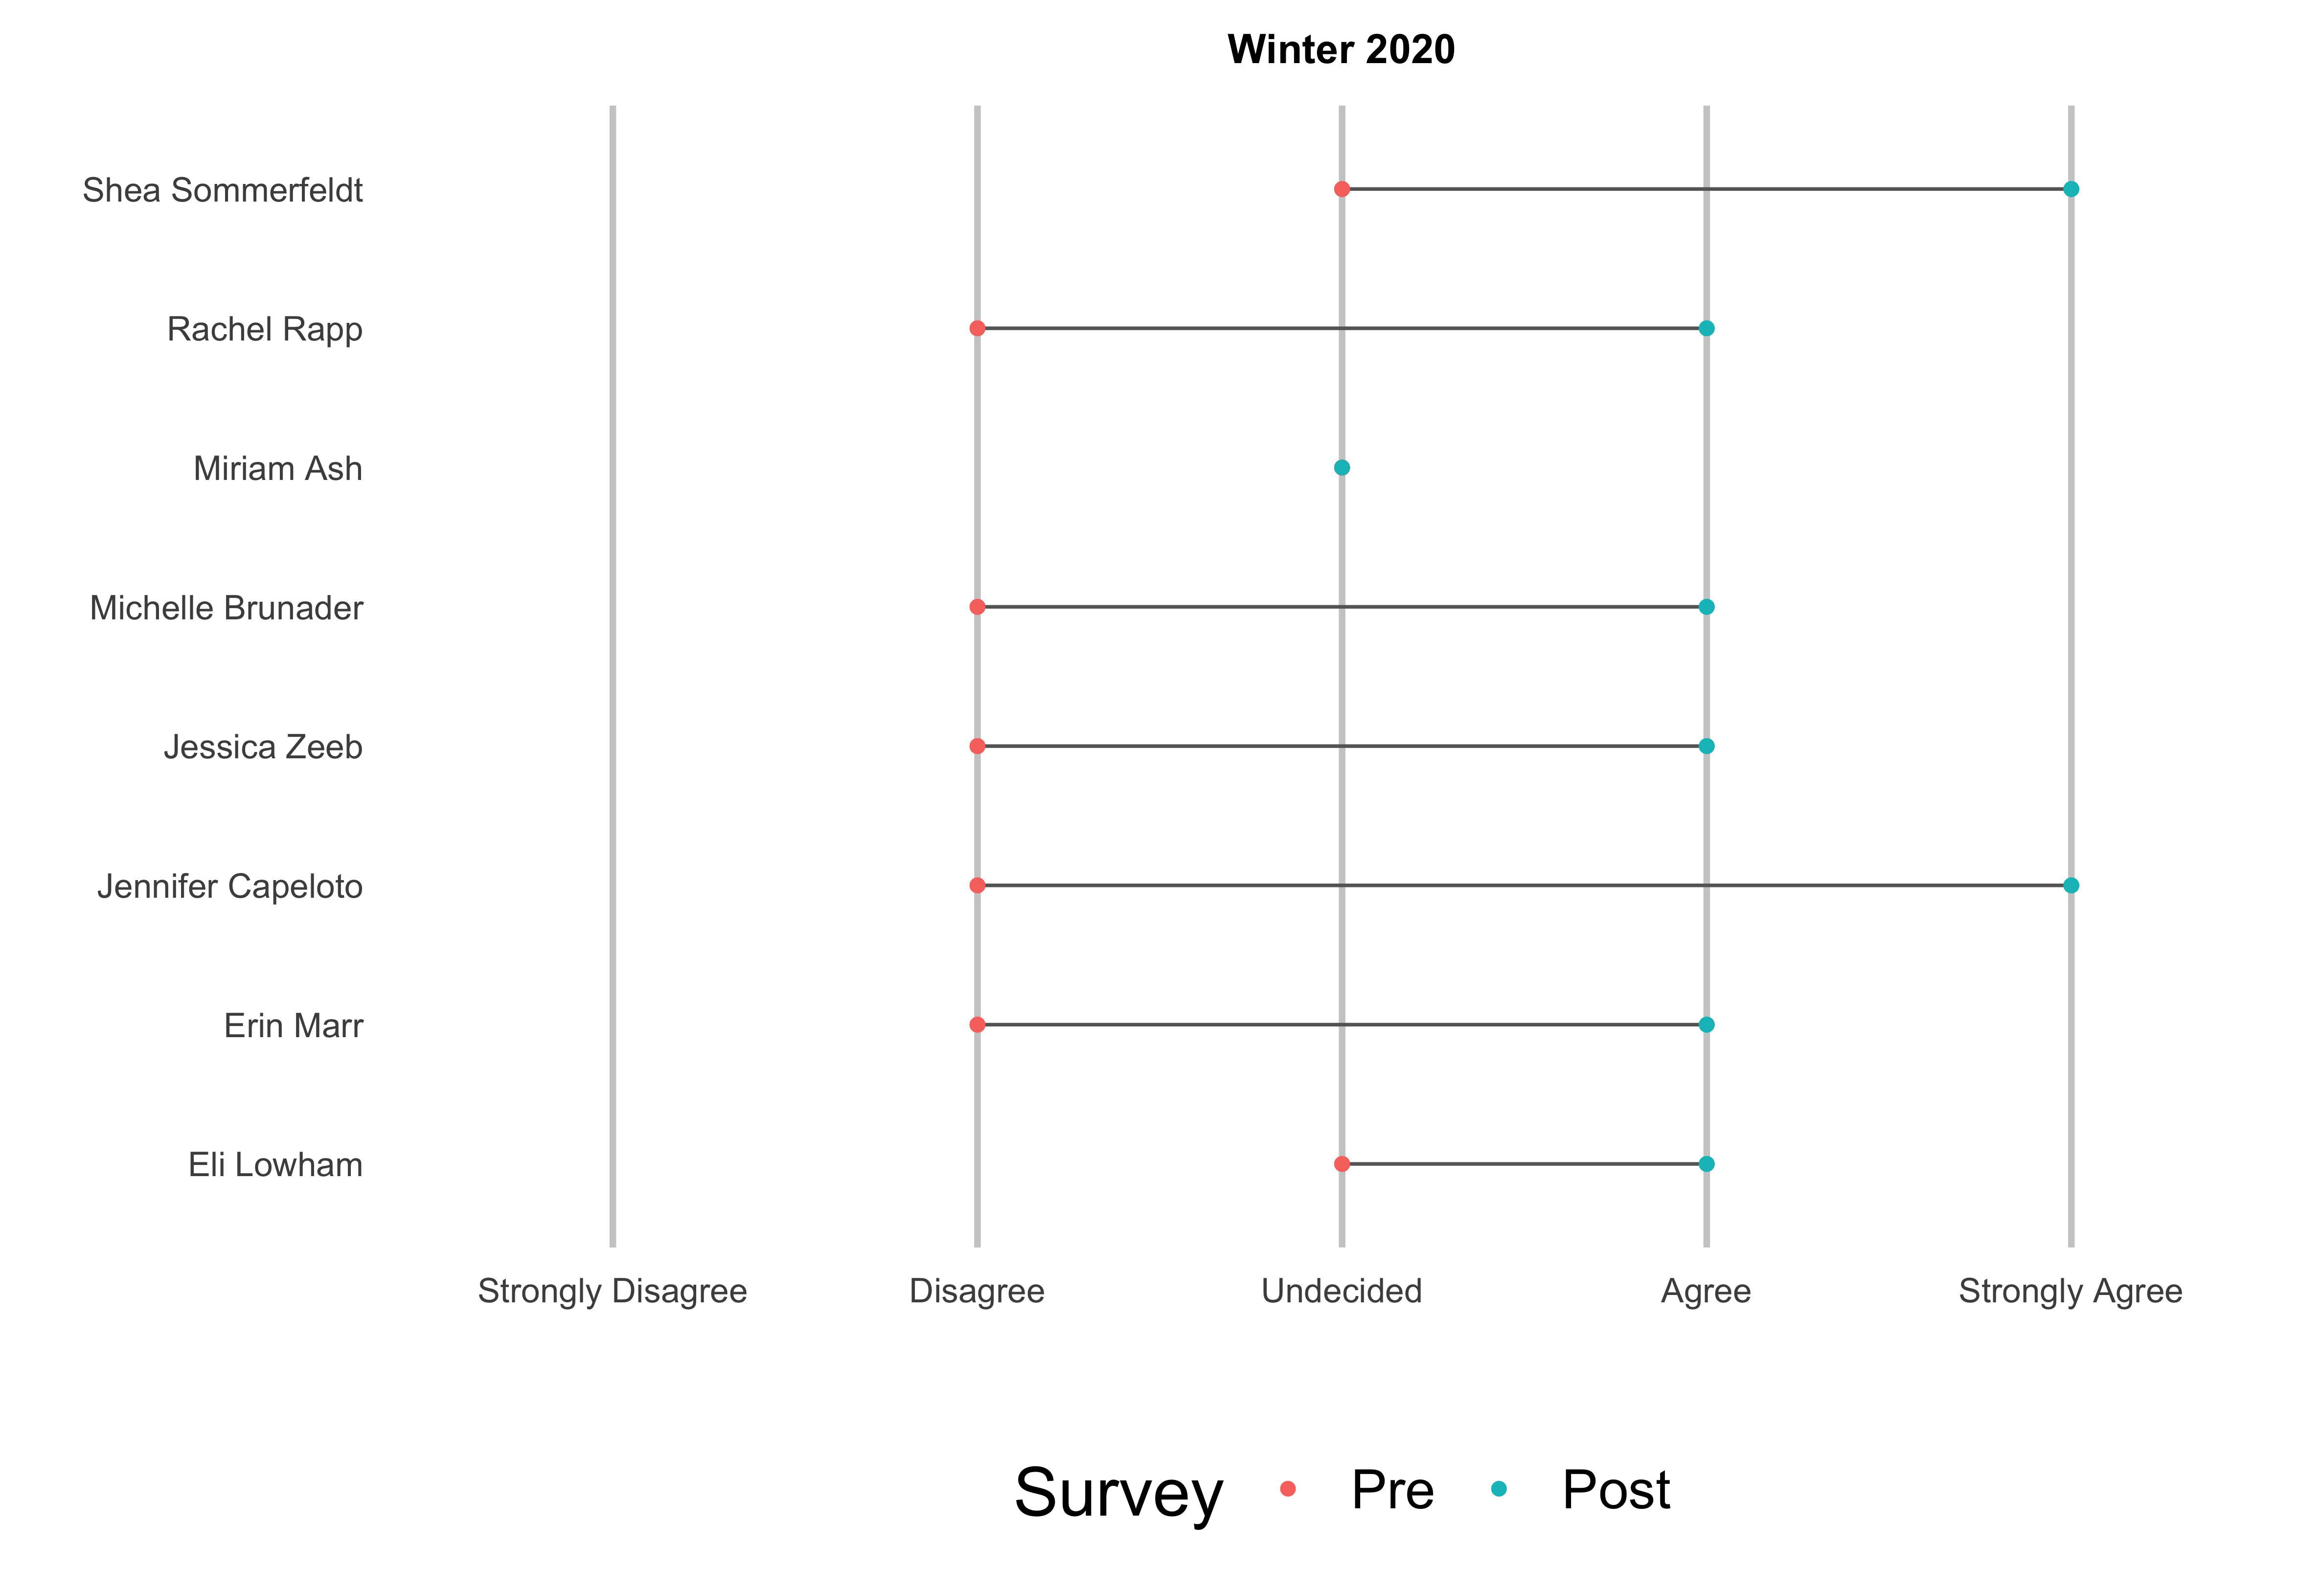 Winter 2020
Shea Sommerfeldt
Rachel Rapp
Miriam Ash
Michelle Brunader
Jessica Zeeb
Jennifer Capeloto
Erin Marr
Eli Lowham
Strongly Disagree Disagree Undecided Agree Strongly Agree
Survey Pre Post